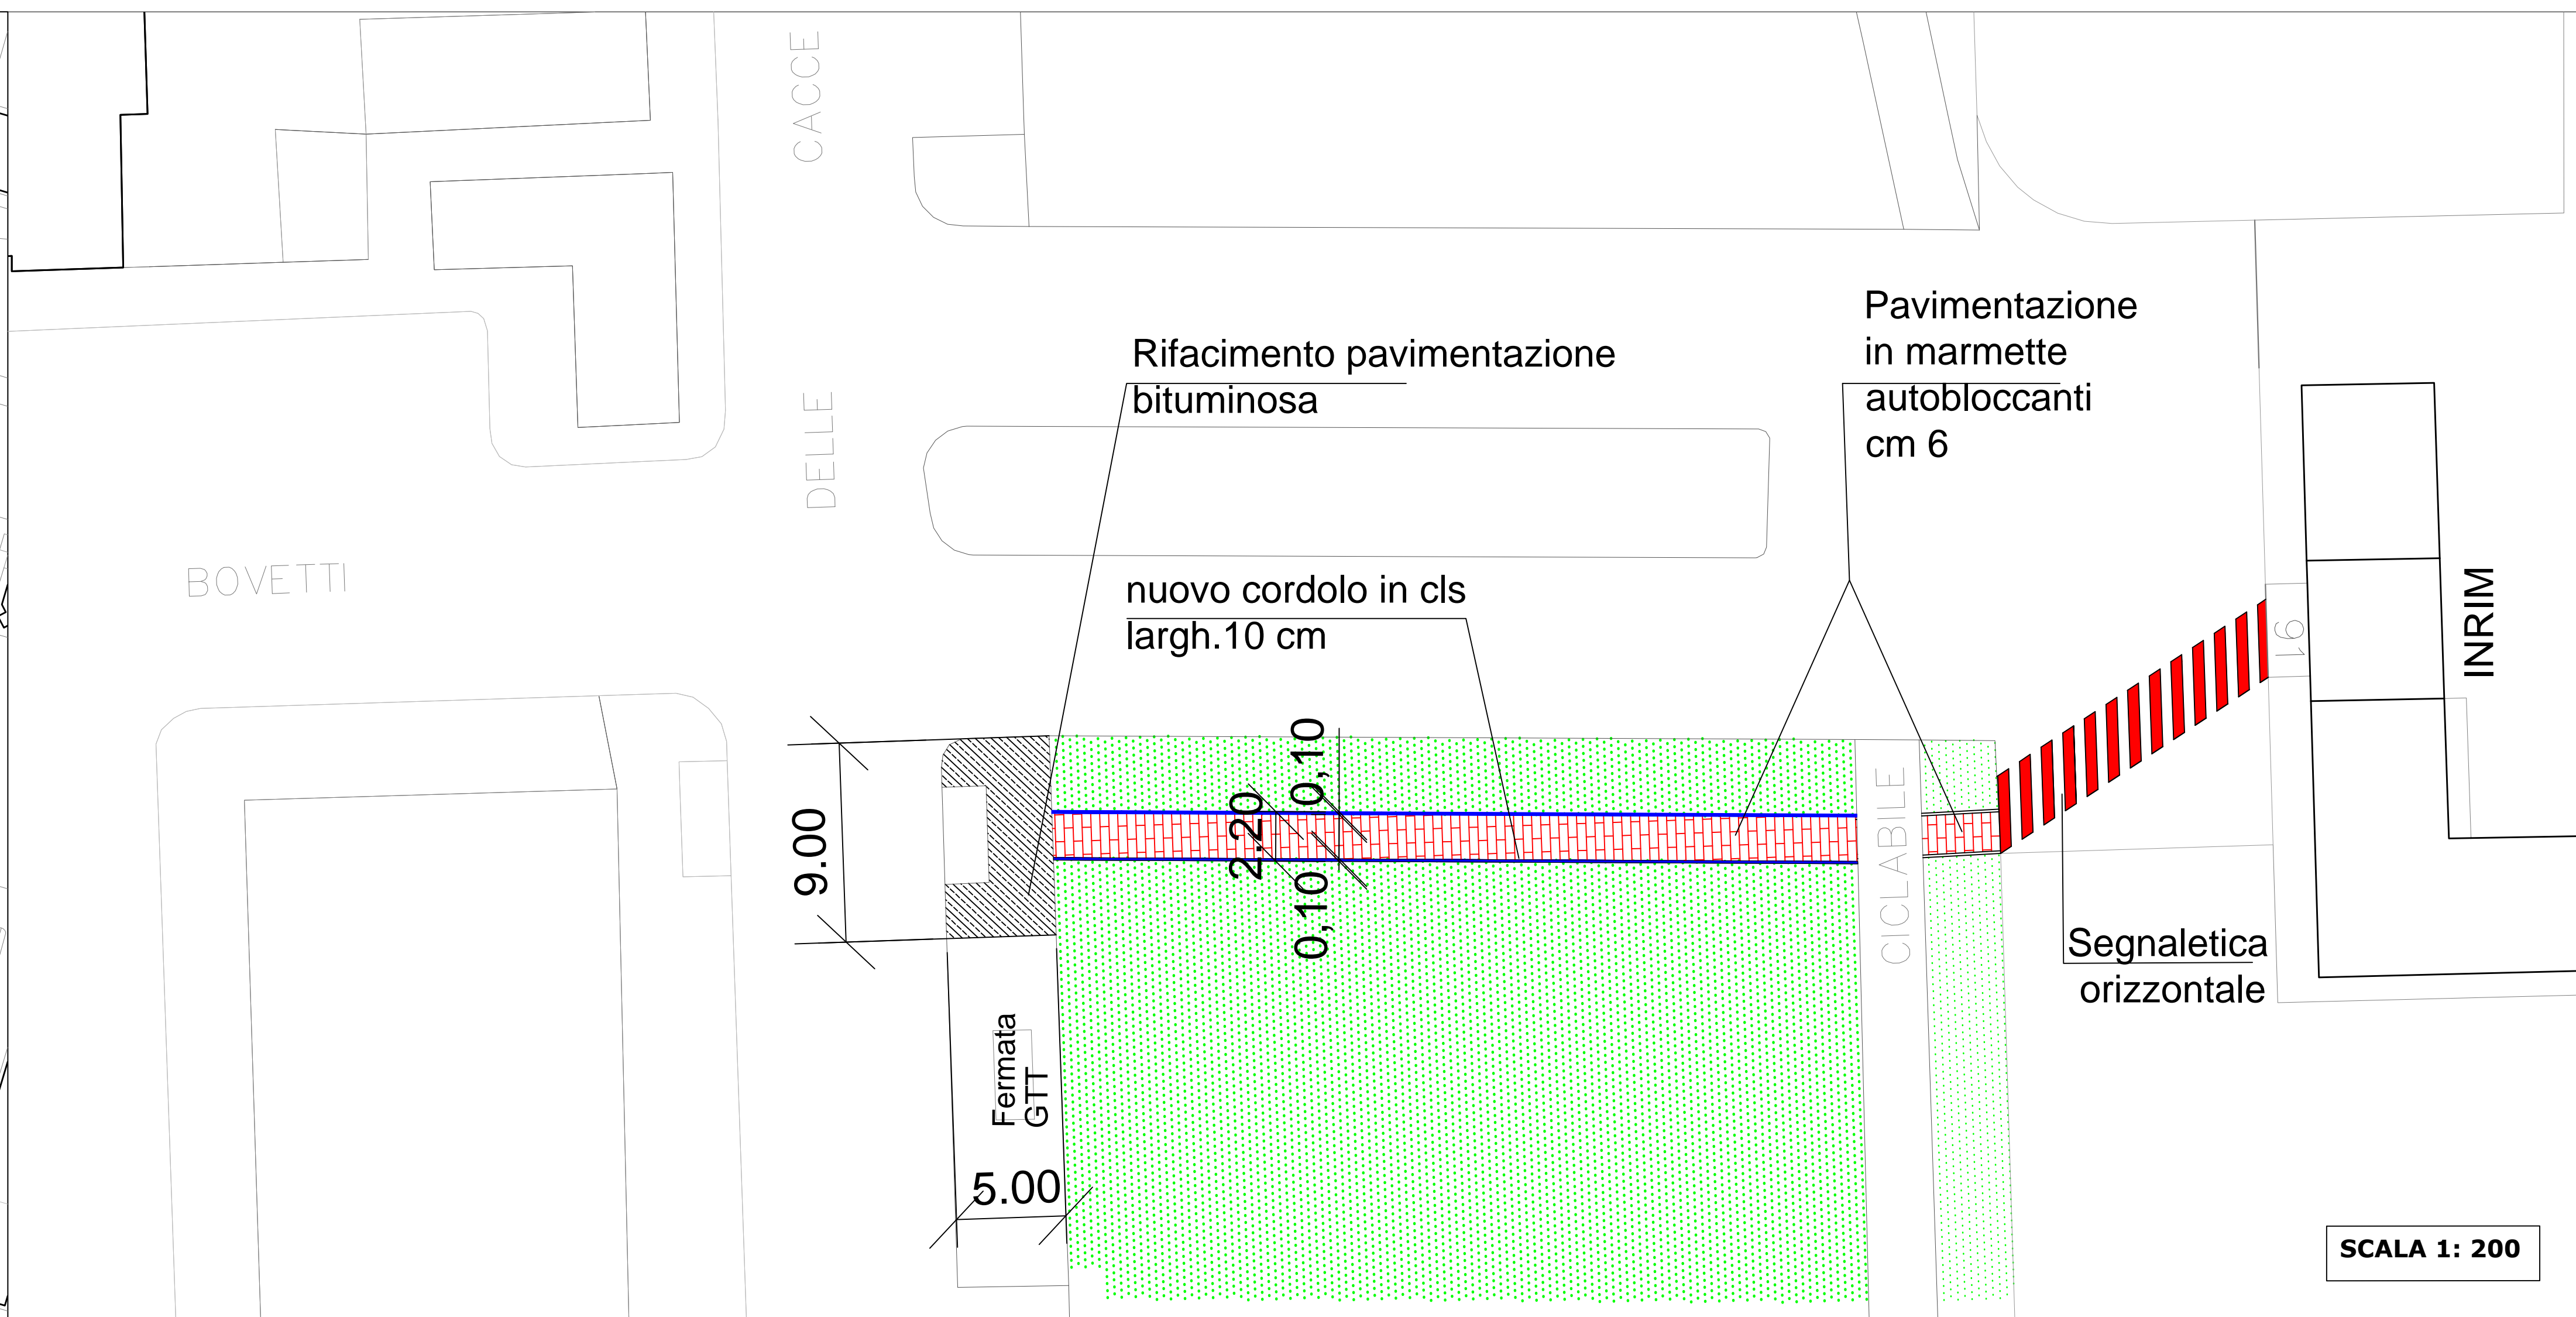 CACCE
DELLE
BOVETTI
Rifacimento pavimentazione
bituminosa
Pavimentazione
in marmette
autobloccanti
cm 6
nuovo cordolo in cls
largh.10 cm
INRIM
91
9.00
2.20
0,10
0,10
CICLABILE
Segnaletica
orizzontale
Fermata
GTT
5.00
SCALA 1: 200